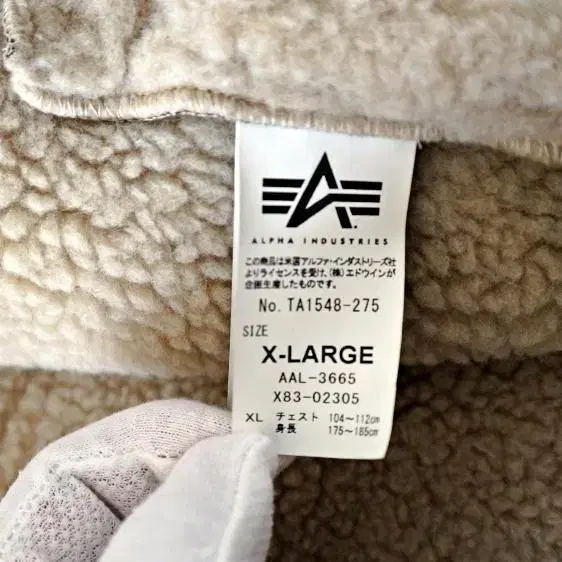 ALPHA INDUSTRIES
この商品は米国アルファ・インダストリーズ社
よりライセンスを受け、(株)エドウインが
企画生産したものです。
No. TA1548-275
SIZE
X-LARGE
AAL-3665
X83-02305
XL チェスト 104〜112cm
身長 175〜185cm